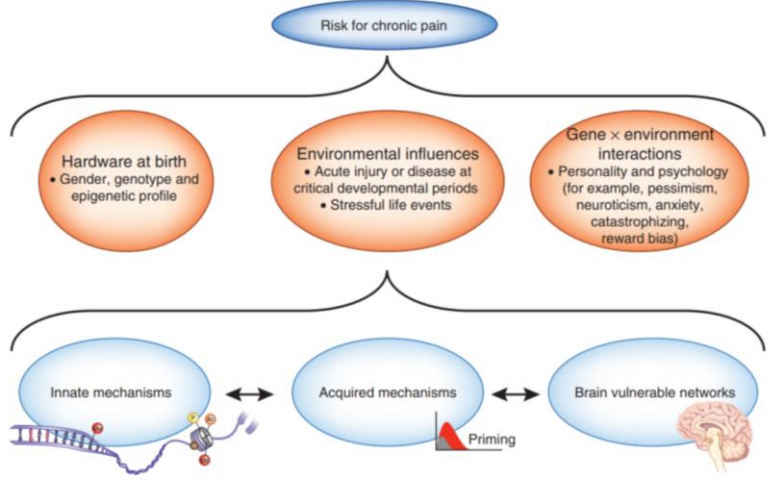 Risk for chronic pain
Hardware at birth
• Gender, genotype and
epigenetic profile
Environmental influences
• Acute injury or disease at
critical developmental periods
• Stressful life events
Gene × environment
interactions
• Personality and psychology
(for example, pessimism,
neuroticism, anxiety,
catastrophizing,
reward bias)
Innate mechanisms
Acquired mechanisms
Brain vulnerable networks
Priming